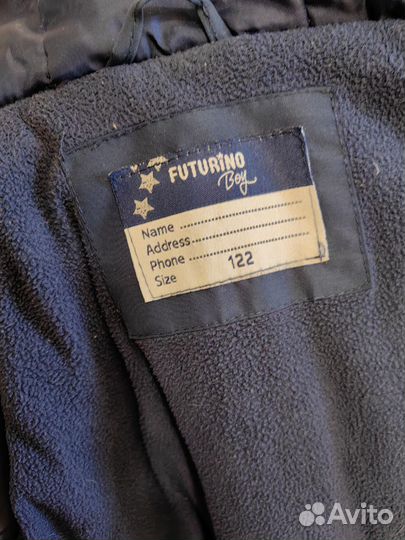 FUTURINO
Boy
Name
Address
Phone
Size 122
Avito